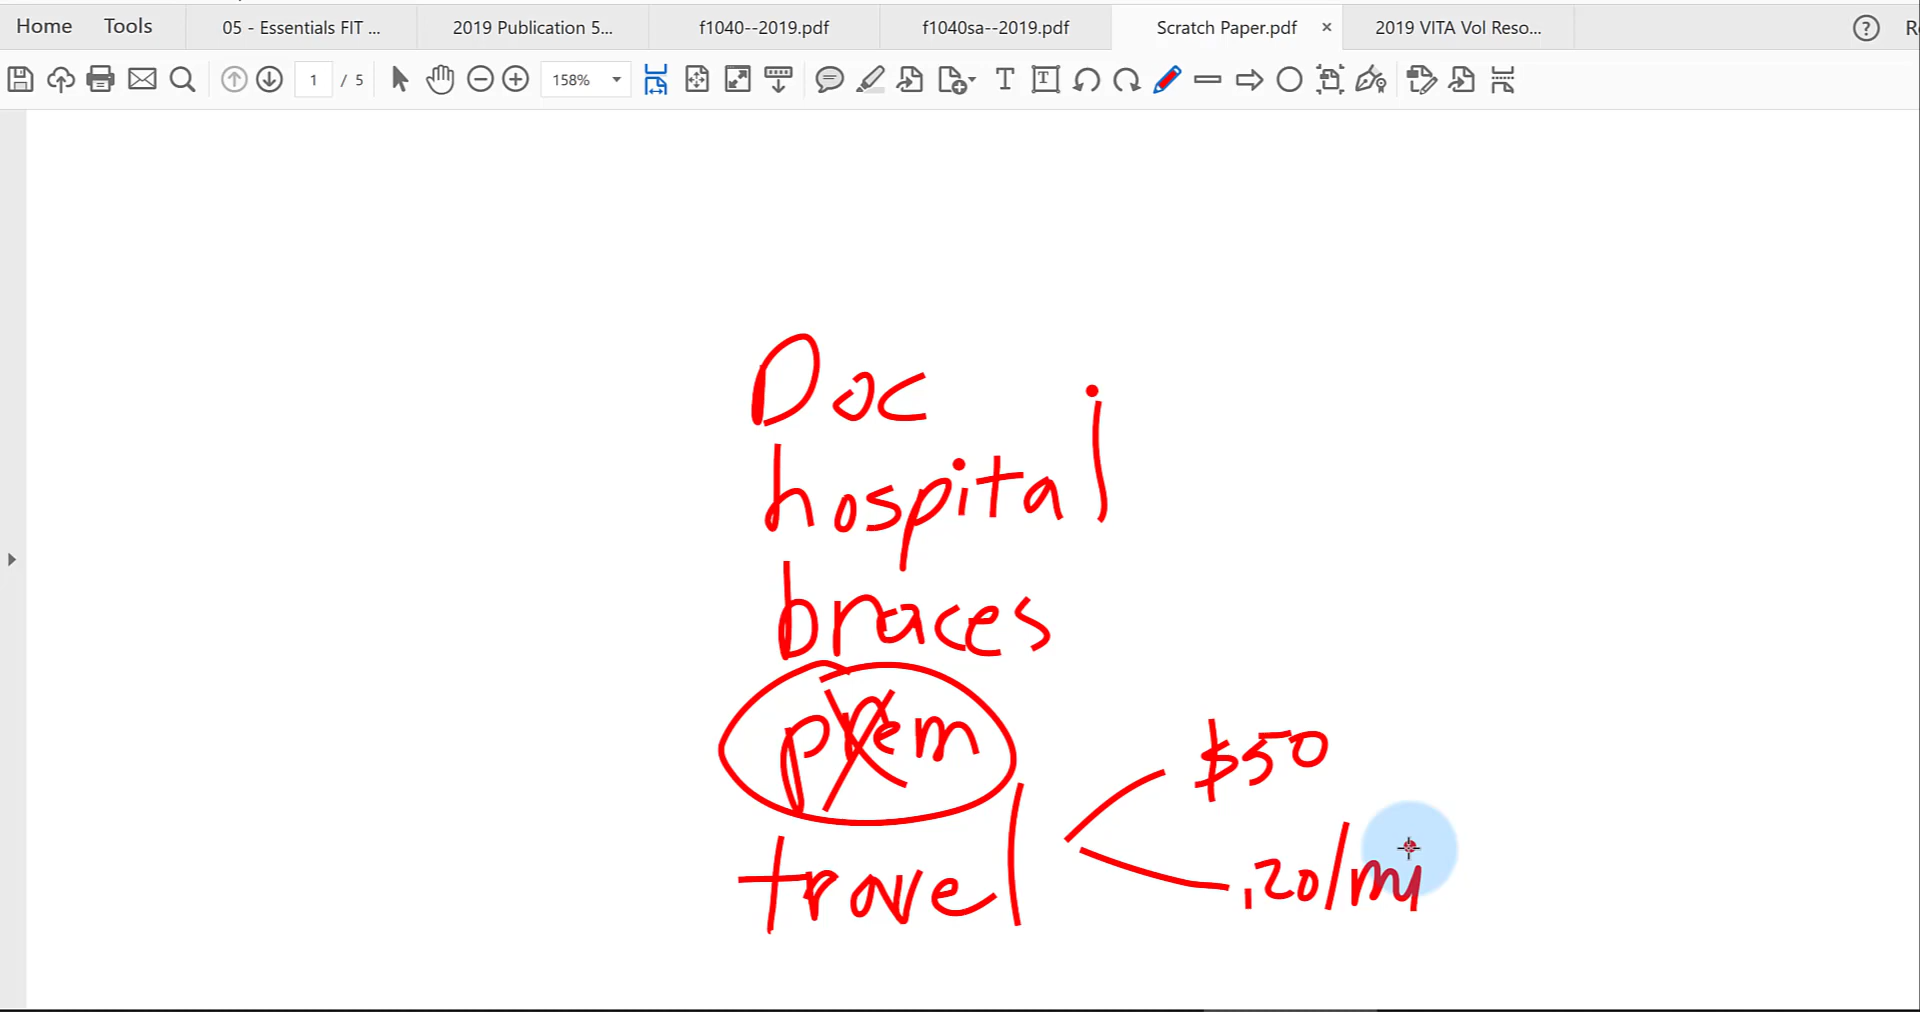 Home Tools 05 - Essentials FIT ... 2019 Publication 5... f1040--2019.pdf f1040sa--2019.pdf Scratch Paper.pdf × 2019 VITA Vol Reso... ? Re
1 / 5 158%
Doc
hospital
braces
prem
$50
travel
.20/mi